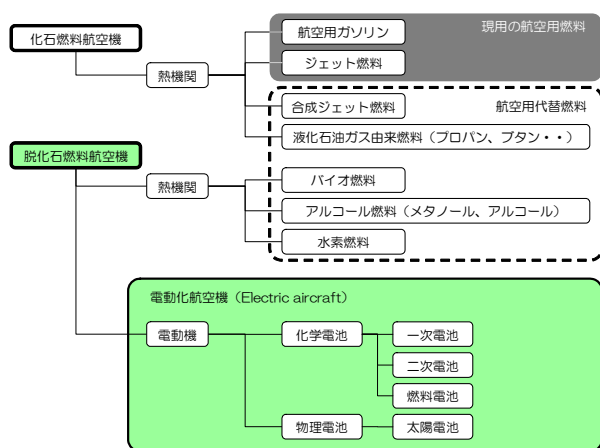 化石燃料航空機
熱機関
航空用ガソリン
現用の航空用燃料
ジェット燃料
合成ジェット燃料
航空用代替燃料
液化石油ガス由来燃料（プロパン、ブタン・・）
脱化石燃料航空機
熱機関
バイオ燃料
アルコール燃料（メタノール、アルコール）
水素燃料
電動化航空機（Electric aircraft）
電動機
化学電池
一次電池
二次電池
燃料電池
物理電池
太陽電池